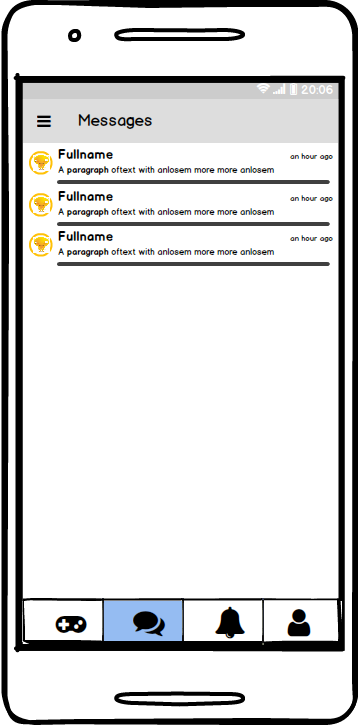 20:06
Messages
Fullname
an hour ago
A paragraph oftext with anlosem more more anlosem
Fullname
an hour ago
A paragraph oftext with anlosem more more anlosem
Fullname
an hour ago
A paragraph oftext with anlosem more more anlosem